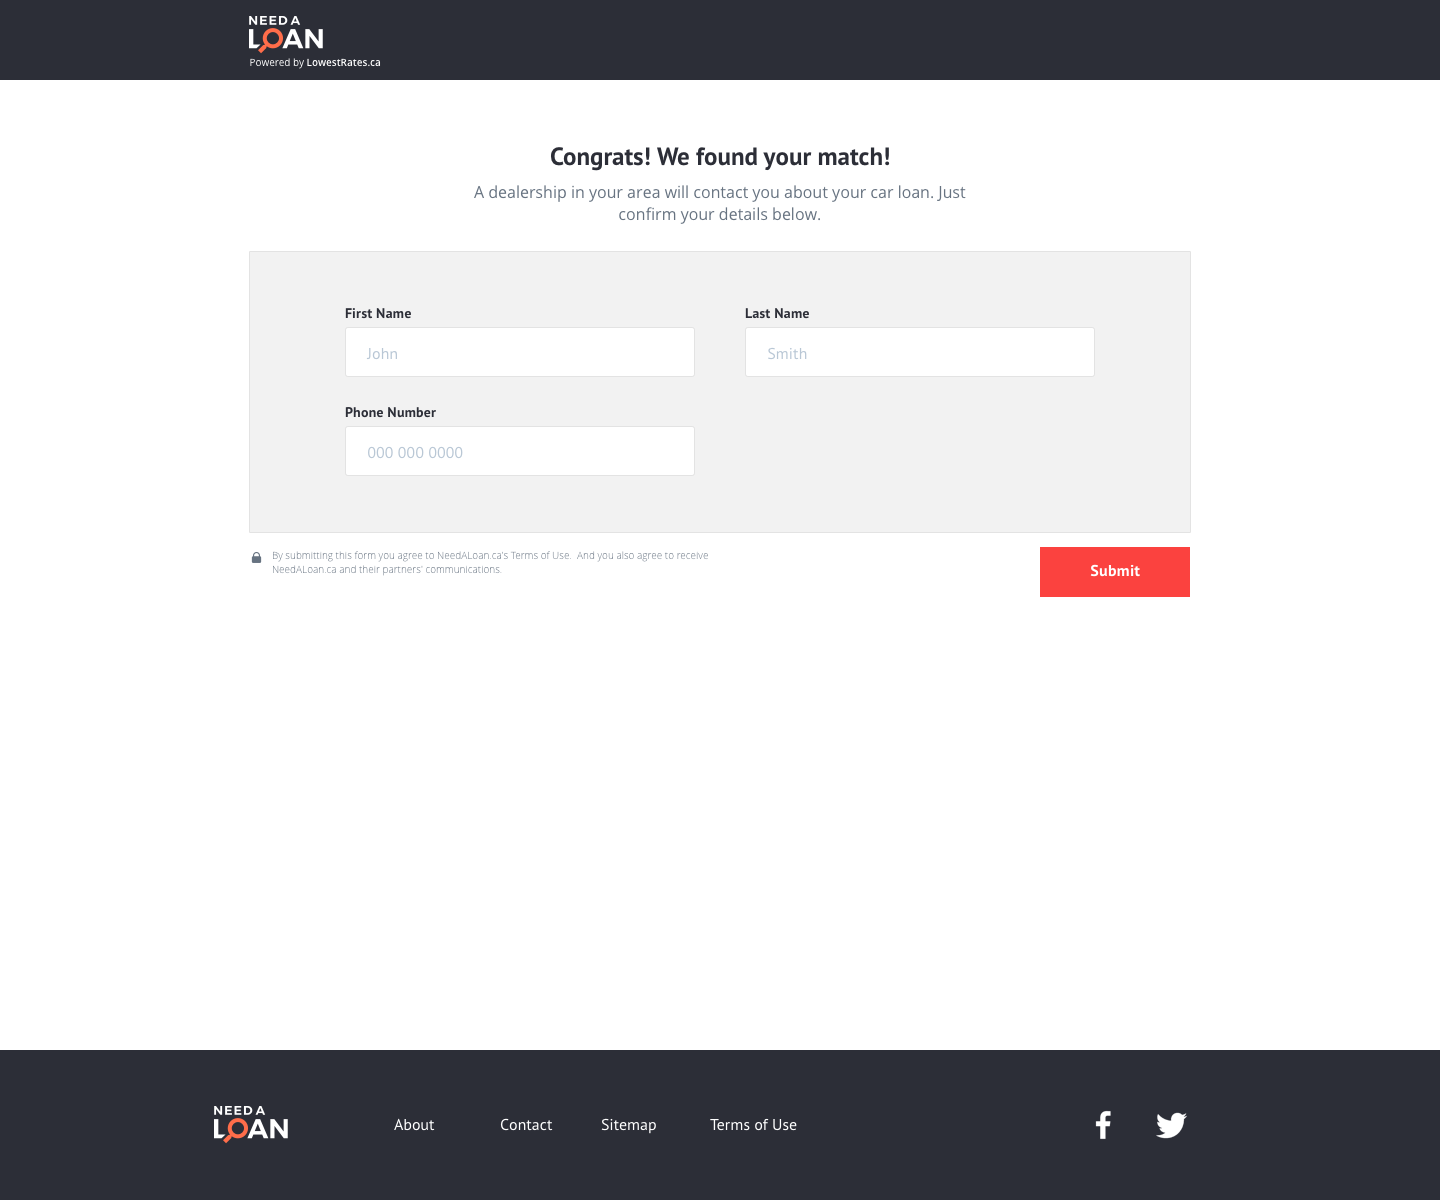 NEED A
LOAN
Powered by LowestRates.ca
Congrats! We found your match!
A dealership in your area will contact you about your car loan. Just
confirm your details below.
First Name
Last Name
John
Smith
Phone Number
000 000 0000
By submitting this form you agree to NeedALoan.ca's Terms of Use.  And you also agree to receive
NeedALoan.ca and their partners' communications.
Submit
NEED A
LOAN
About
Contact
Sitemap
Terms of Use